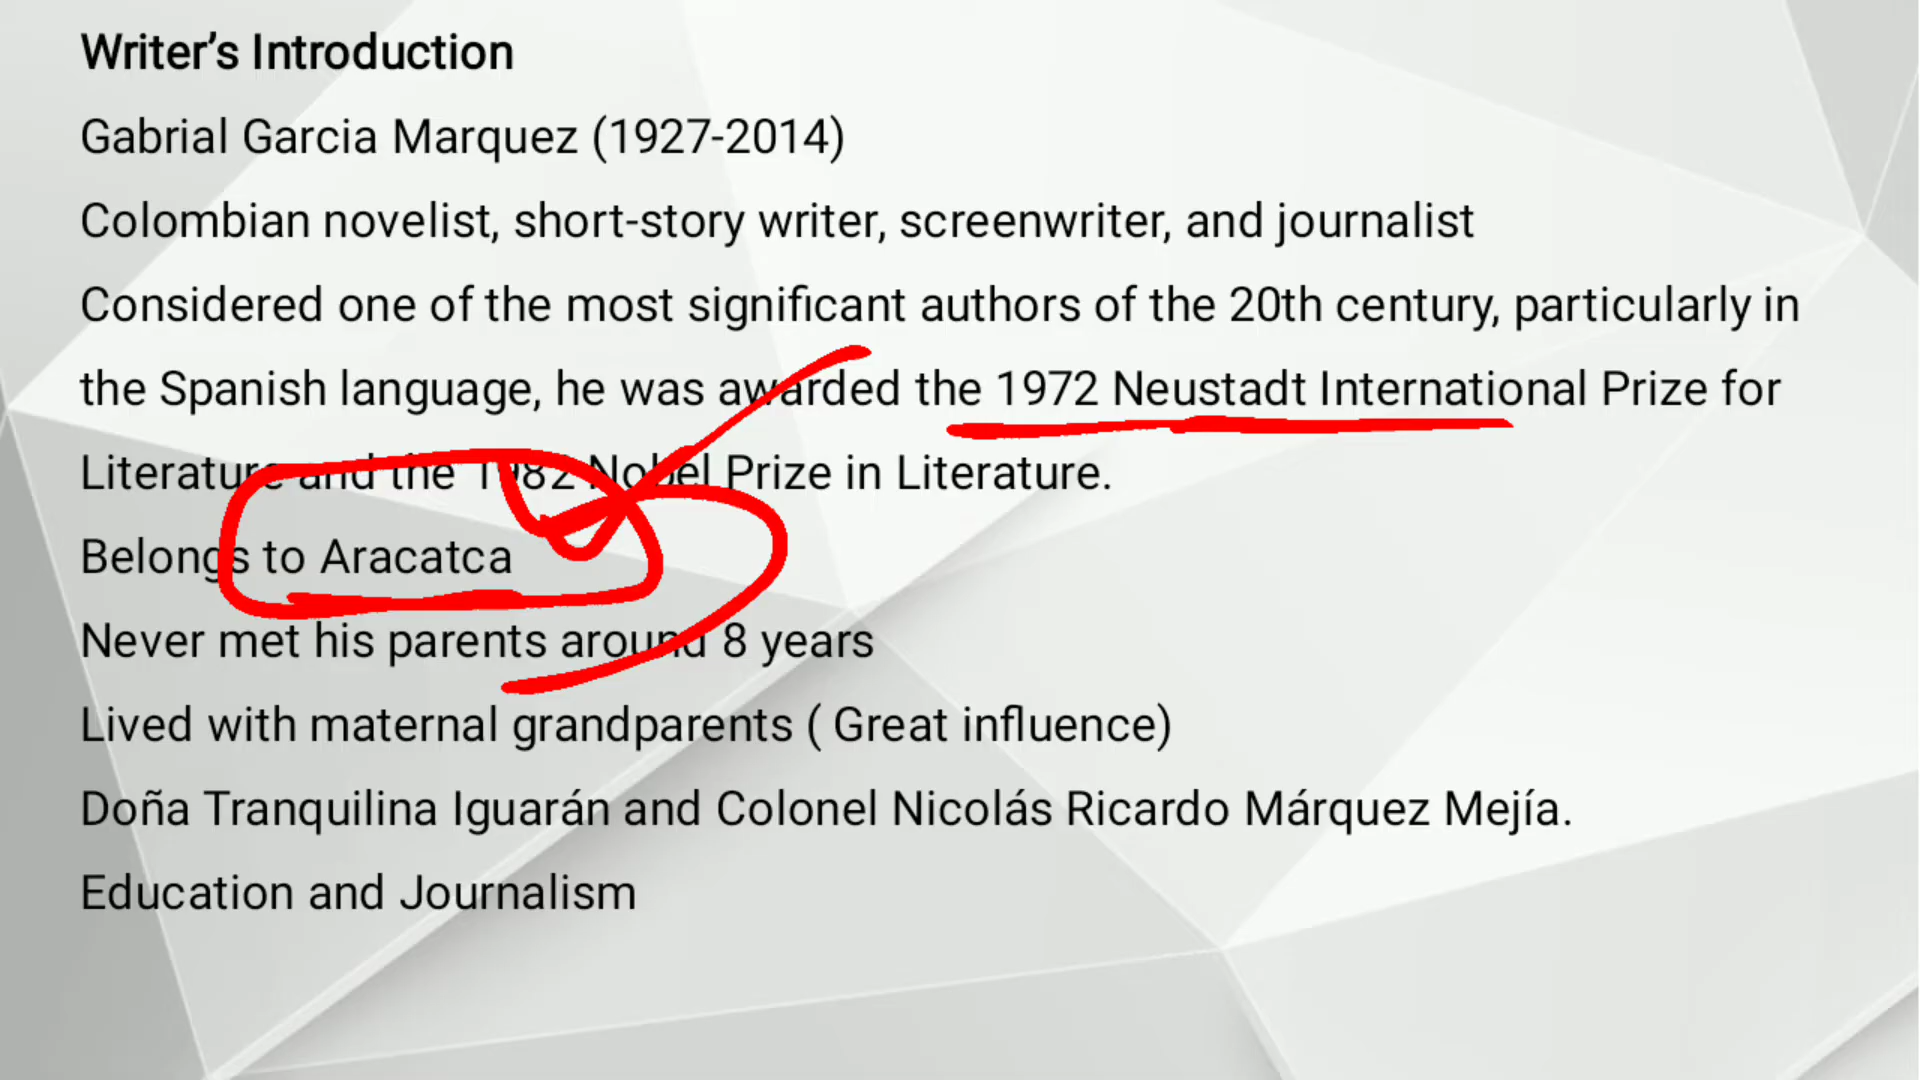 Writer’s Introduction
Gabrial Garcia Marquez (1927-2014)
Colombian novelist, short-story writer, screenwriter, and journalist
Considered one of the most significant authors of the 20th century, particularly in
the Spanish language, he was awarded the 1972 Neustadt International Prize for
Literature and the 1982 Nobel Prize in Literature.
Belongs to Aracatca
Never met his parents around 8 years
Lived with maternal grandparents ( Great influence)
Doña Tranquilina Iguarán and Colonel Nicolás Ricardo Márquez Mejía.
Education and Journalism